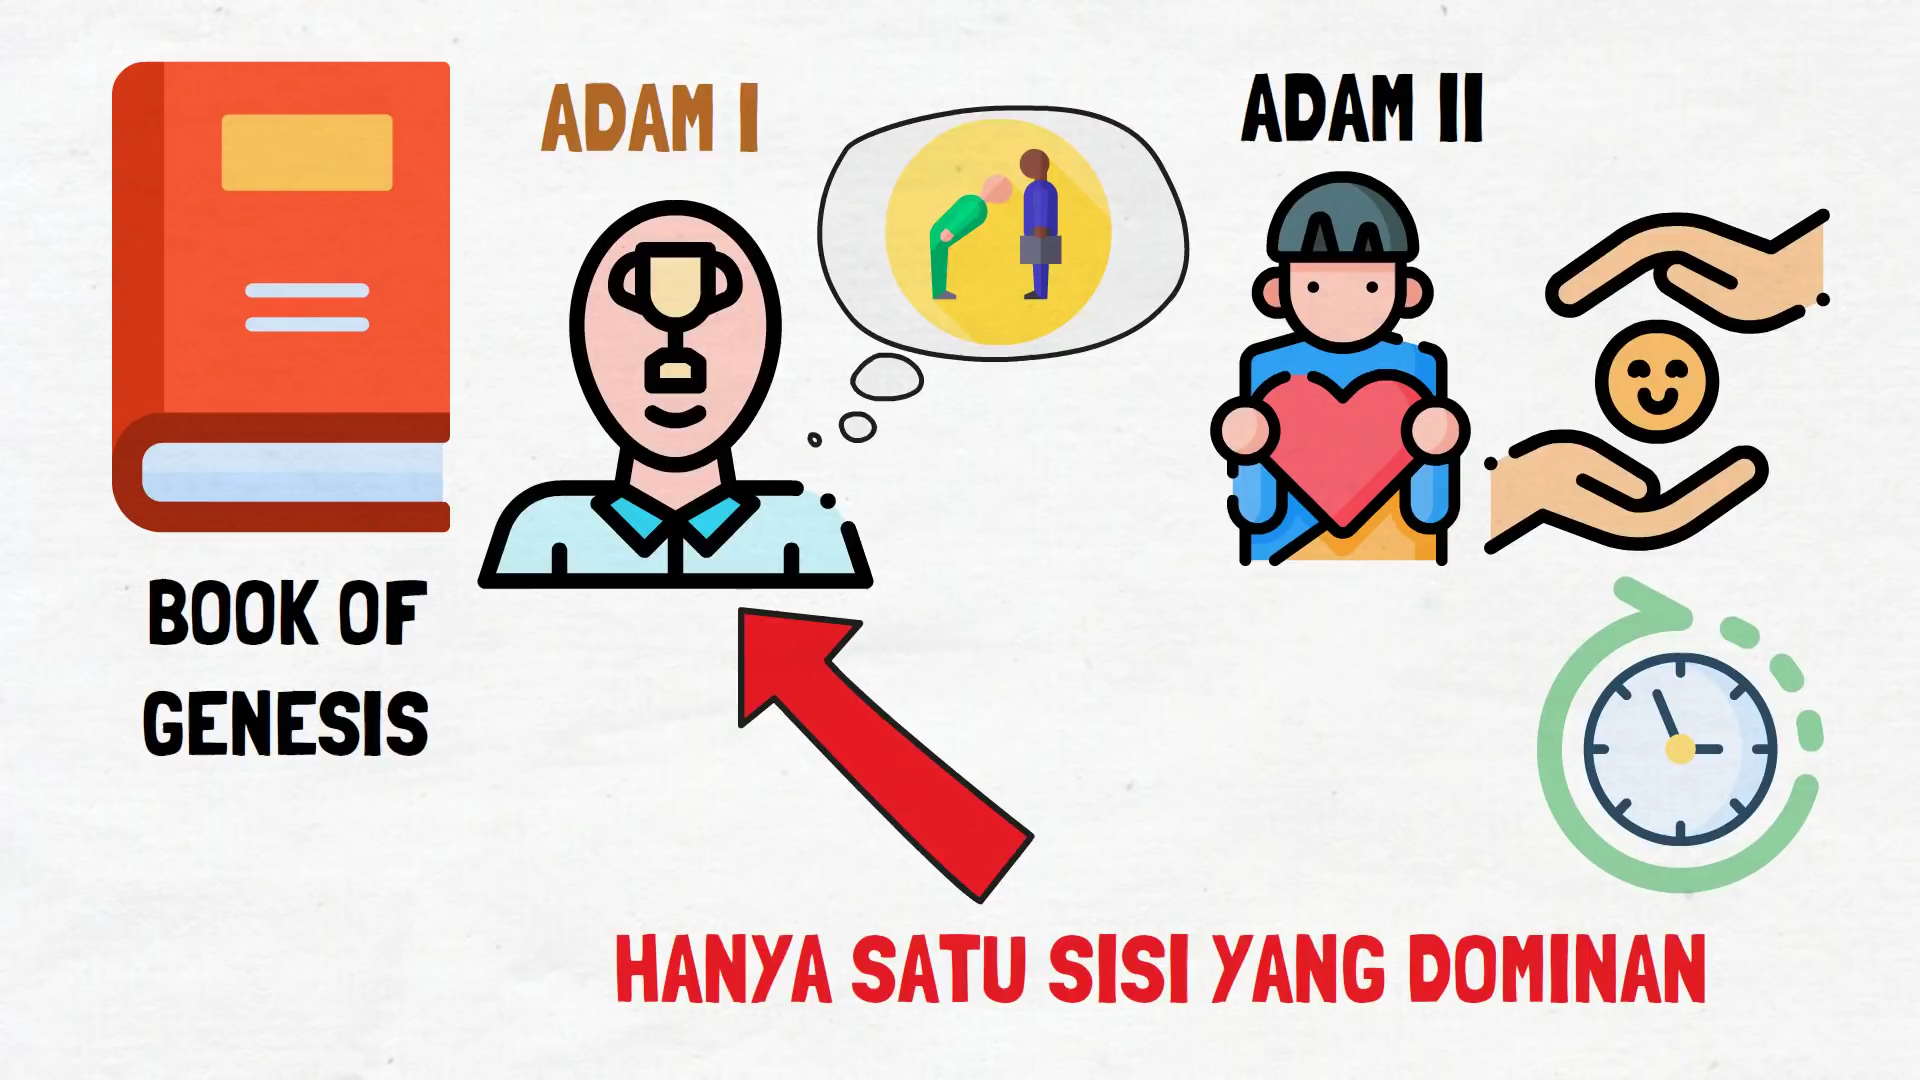 ADAM I
ADAM II
BOOK OF
GENESIS
HANYA SATU SISI YANG DOMINAN